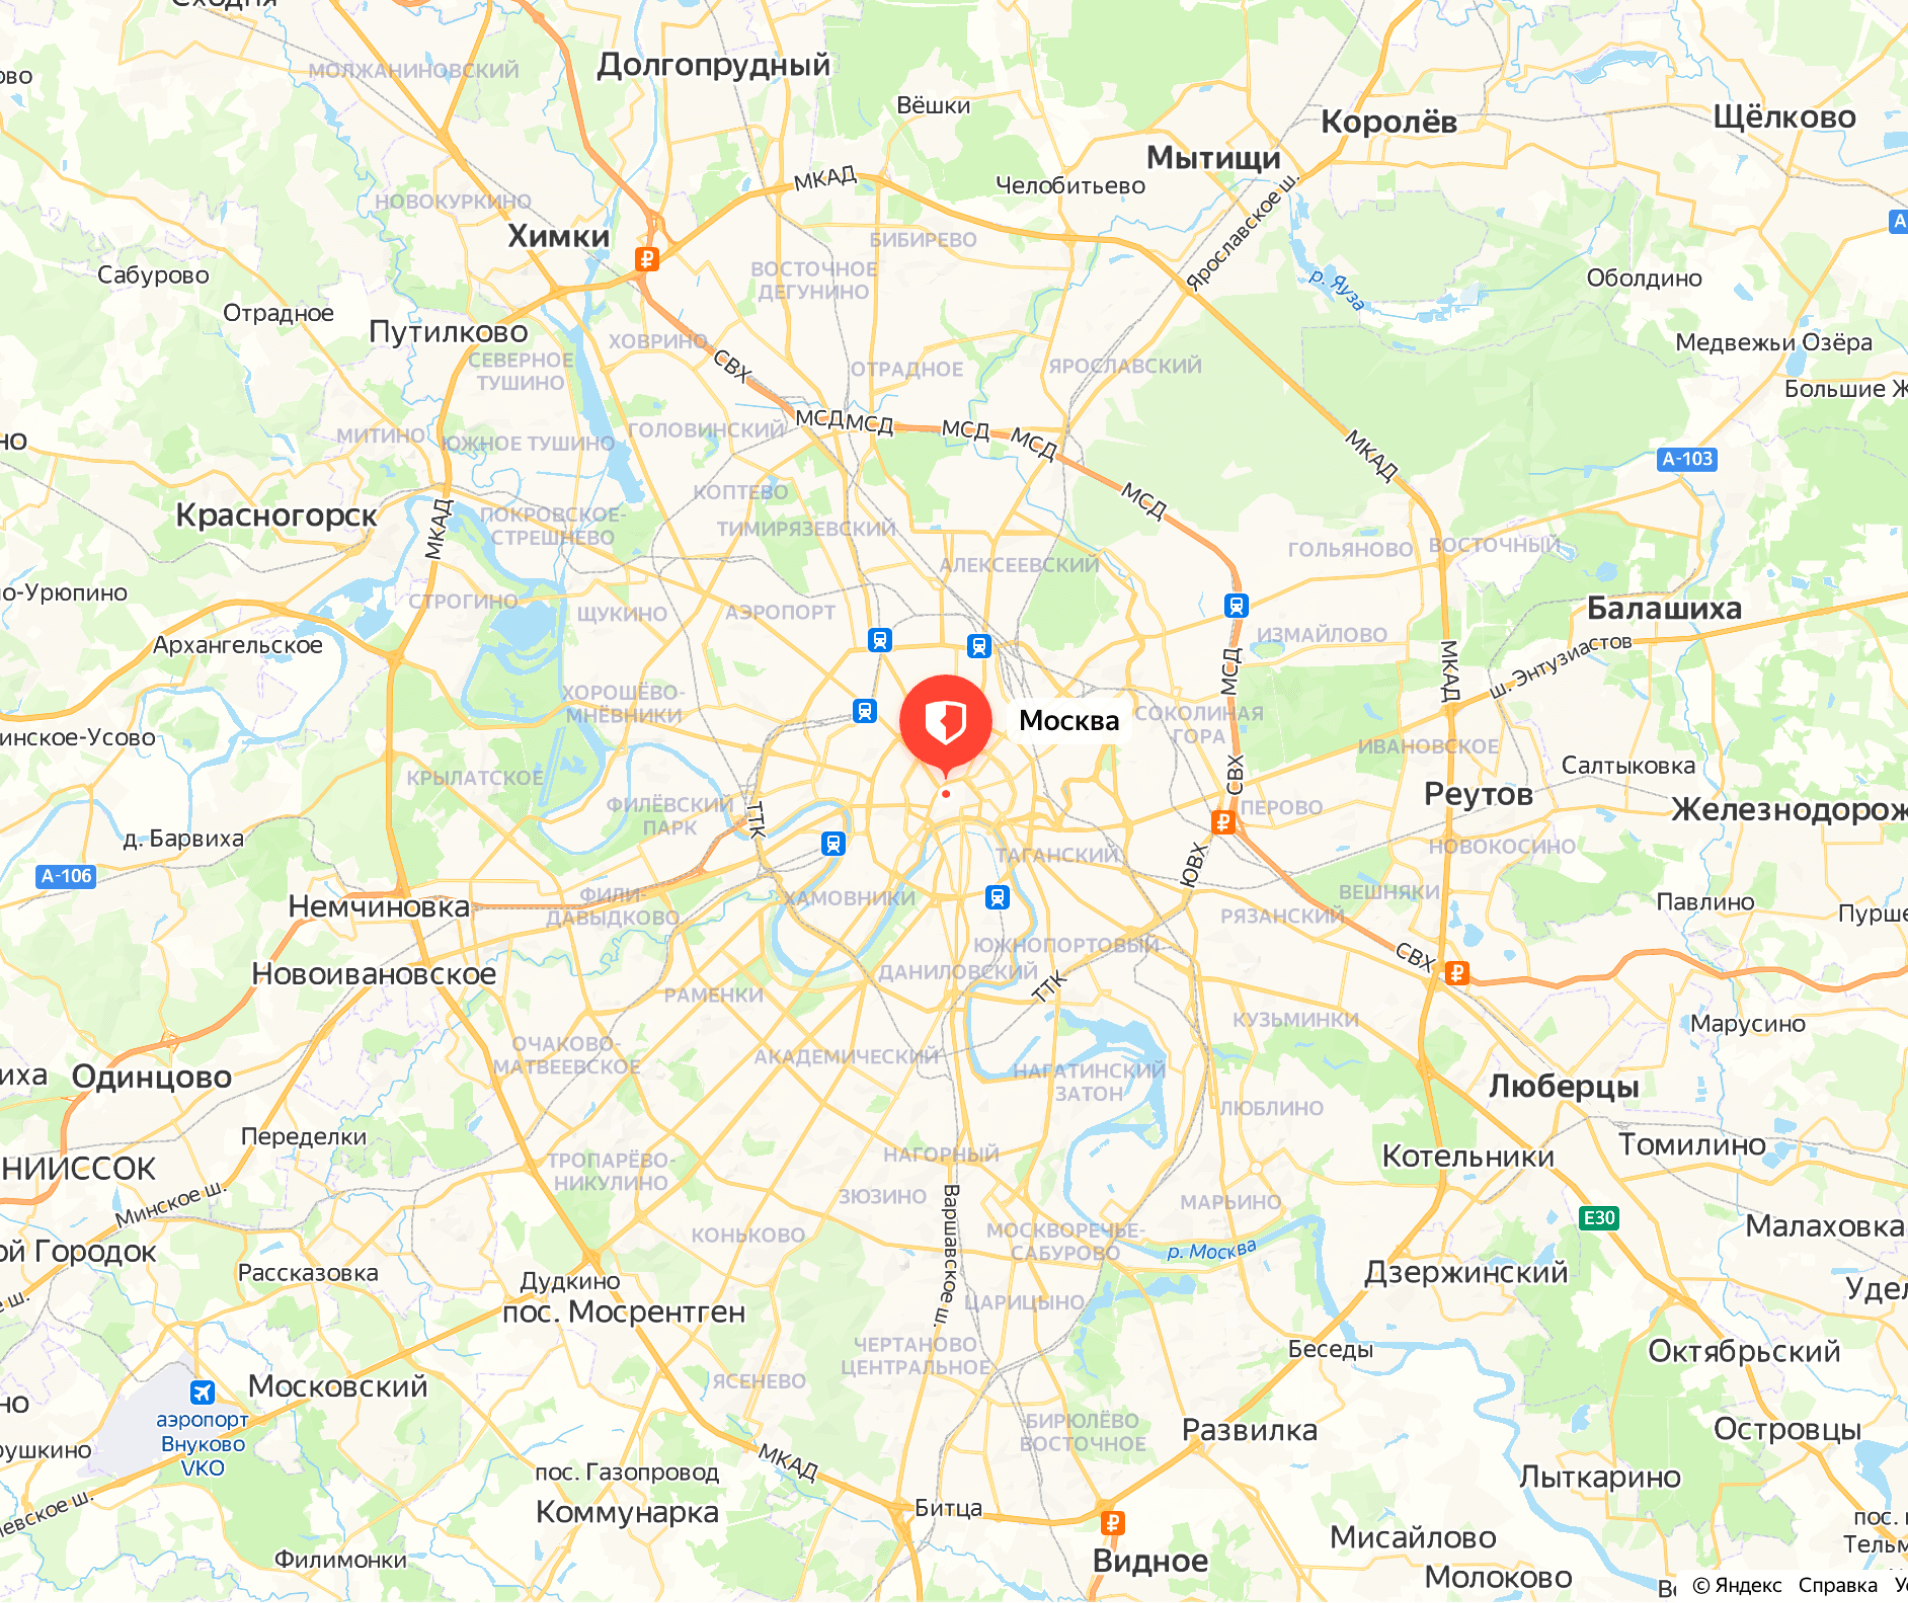 Сходня
Долгопрудный
МОЛЖАНИНОВСКИЙ
Вёшки
Королёв
Щёлково
Мытищи
МКАД
Челобитьево
Ярославское ш.
НОВОКУРКИНО
Химки
БИБИРЕВО
ВОСТОЧНОЕ
ДЕГУНИНО
Сабурово
р. Яуза
Оболдино
Отрадное
Путилково
ХОВРИНО
СЕВЕРНОЕ
ТУШИНО
СВХ
ОТРАДНОЕ
ЯРОСЛАВСКИЙ
Медвежьи Озёра
Большие Ж
МИТИНО
ЮЖНОЕ ТУШИНО
ГОЛОВИНСКИЙ
МСД
МСД
МСД
МСД
МКАД
А-103
КОПТЕВО
МСД
Красногорск
МКАД
ПОКРОВСКОЕ-
СТРЕШНЕВО
ТИМИРЯЗЕВСКИЙ
АЛЕКСЕЕВСКИЙ
ГОЛЬЯНОВО
ВОСТОЧНЫЙ
о-Урюпино
СТРОГИНО
ЩУКИНО
АЭРОПОРТ
Балашиха
Архангельское
ИЗМАЙЛОВО
МСД
МКАД
ш. Энтузиастов
ХОРОШЁВО-
МНЁВНИКИ
Москва
СОКОЛИНАЯ
ГОРА
инское-Усово
ИВАНОВСКОЕ
КРЫЛАТСКОЕ
СВХ
Салтыковка
Реутов
ФИЛЁВСКИЙ
ПАРК
ТТК
ПЕРОВО
Железнодорож
д. Барвиха
НОВОКОСИНО
А-106
ТАГАНСКИЙ
ЮВХ
Немчиновка
ФИЛИ-
ДАВЫДКОВО
ХАМОВНИКИ
ВЕШНЯКИ
РЯЗАНСКИЙ
Павлино
Пурше
ЮЖНОПОРТОВЫЙ
Новоивановское
ДАНИЛОВСКИЙ
ТТК
СВХ
РАМЕНКИ
КУЗЬМИНКИ
Марусино
ОЧАКОВО-
МАТВЕЕВСКОЕ
АКАДЕМИЧЕСКИЙ
НАГАТИНСКИЙ
ЗАТОН
иха
Одинцово
Люберцы
ЛЮБЛИНО
Переделки
Томилино
НИИССОК
НАГОРНЫЙ
Котельники
ТРОПАРЁВО-
НИКУЛИНО
Минское ш.
ЗЮЗИНО
МАРЬИНО
Е30
Малаховка
КОНЬКОВО
Варшавское ш.
МОСКВОРЕЧЬЕ-
САБУРОВО
р. Москва
ой Городок
Рассказовка
Дудкино
Дзержинский
Удел
е ш.
пос. Мосрентген
ЦАРИЦЫНО
ЧЕРТАНОВО
ЦЕНТРАЛЬНОЕ
Беседы
Октябрьский
Московский
ЯСЕНЕВО
аэропорт
Внуково
VKO
БИРЮЛЁВО
ВОСТОЧНОЕ
Развилка
Островцы
МКАД
пос. Газопровод
Лыткарино
Коммунарка
Битца
Мисайлово
Филимонки
Видное
Молоково
Тельм
© Яндекс Справка